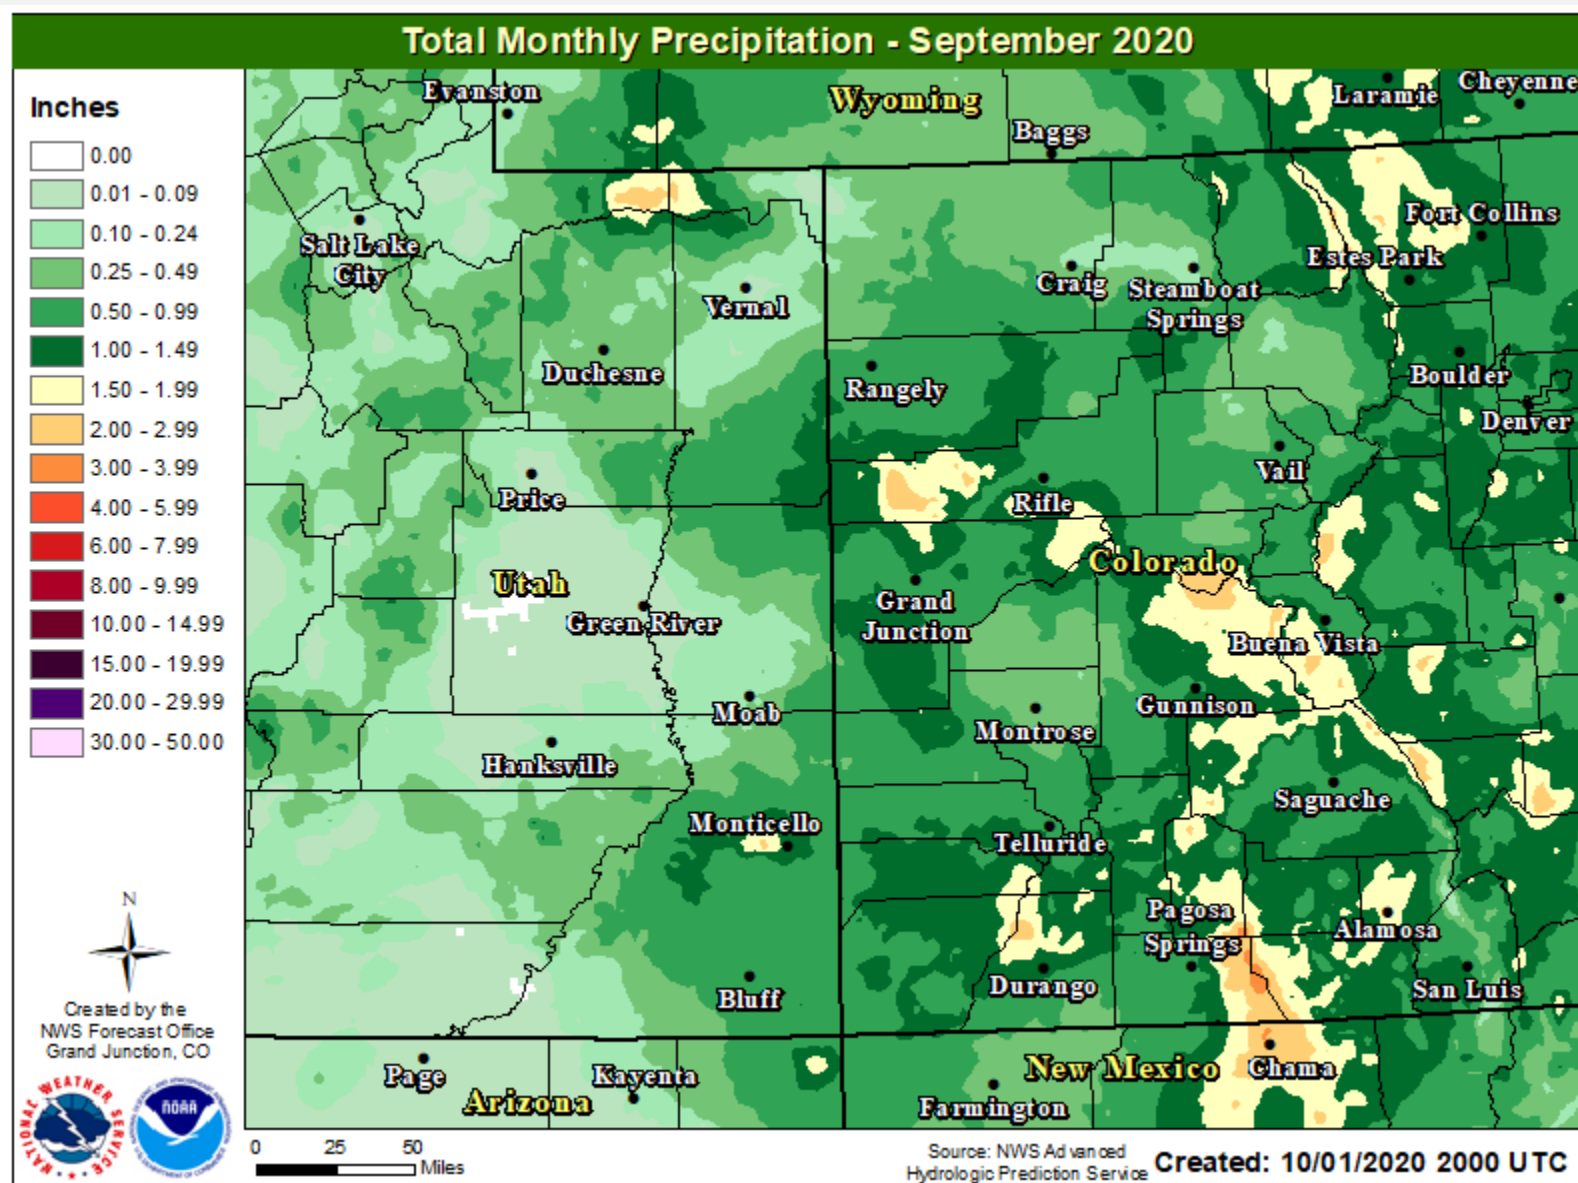 Total Monthly Precipitation - September 2020
Inches
0.00
0.01 - 0.09
0.10 - 0.24
0.25 - 0.49
0.50 - 0.99
1.00 - 1.49
1.50 - 1.99
2.00 - 2.99
3.00 - 3.99
4.00 - 5.99
6.00 - 7.99
8.00 - 9.99
10.00 - 14.99
15.00 - 19.99
20.00 - 29.99
30.00 - 50.00
N
Created by the
NWS Forecast Office
Grand Junction, CO
NATIONAL WEATHER SERVICE
NOAA
Evanston
Wyoming
Baggs
Laramie
Cheyenne
Salt Lake
City
Vernal
Duchesne
Craig
Steamboat
Springs
Fort Collins
Estes Park
Rangely
Boulder
Denver
Price
Rifle
Vail
Utah
Green River
Colorado
Grand
Junction
Buena Vista
Moab
Montrose
Gunnison
Hanksville
Saguache
Monticello
Telluride
Pagosa
Springs
Alamosa
Bluff
Durango
San Luis
Page
Kayenta
Arizona
New Mexico
Chama
Farmington
0 25 50
Miles
Source: NWS Advanced
Hydrologic Prediction Service
Created: 10/01/2020 2000 UTC